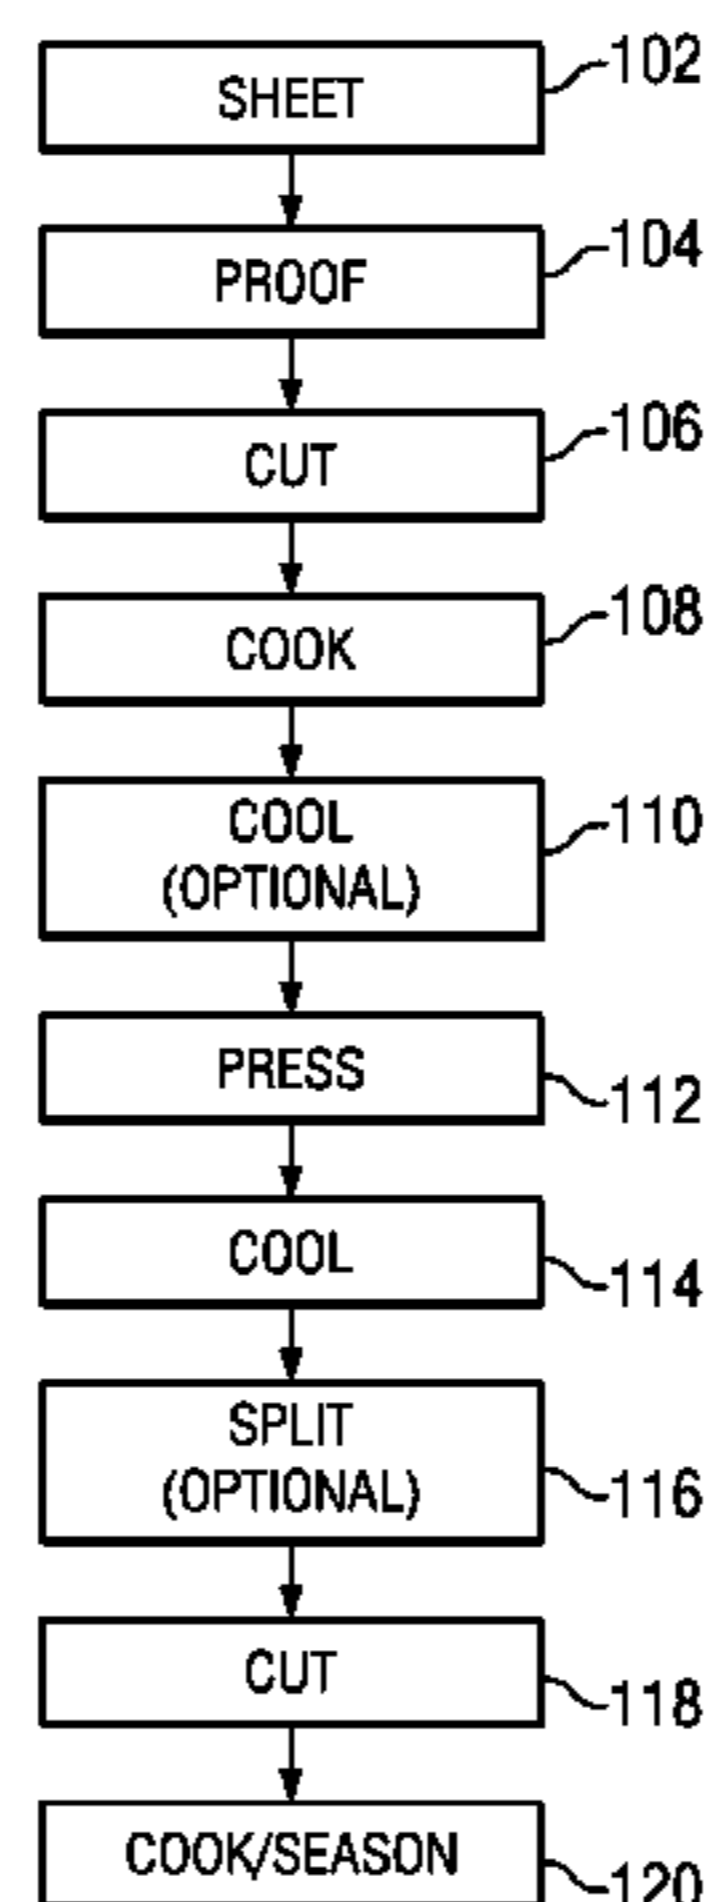 SHEET 102
PROOF 104
CUT 106
COOK 108
COOL
(OPTIONAL) 110
PRESS 112
COOL 114
SPLIT
(OPTIONAL) 116
CUT 118
COOK/SEASON 120